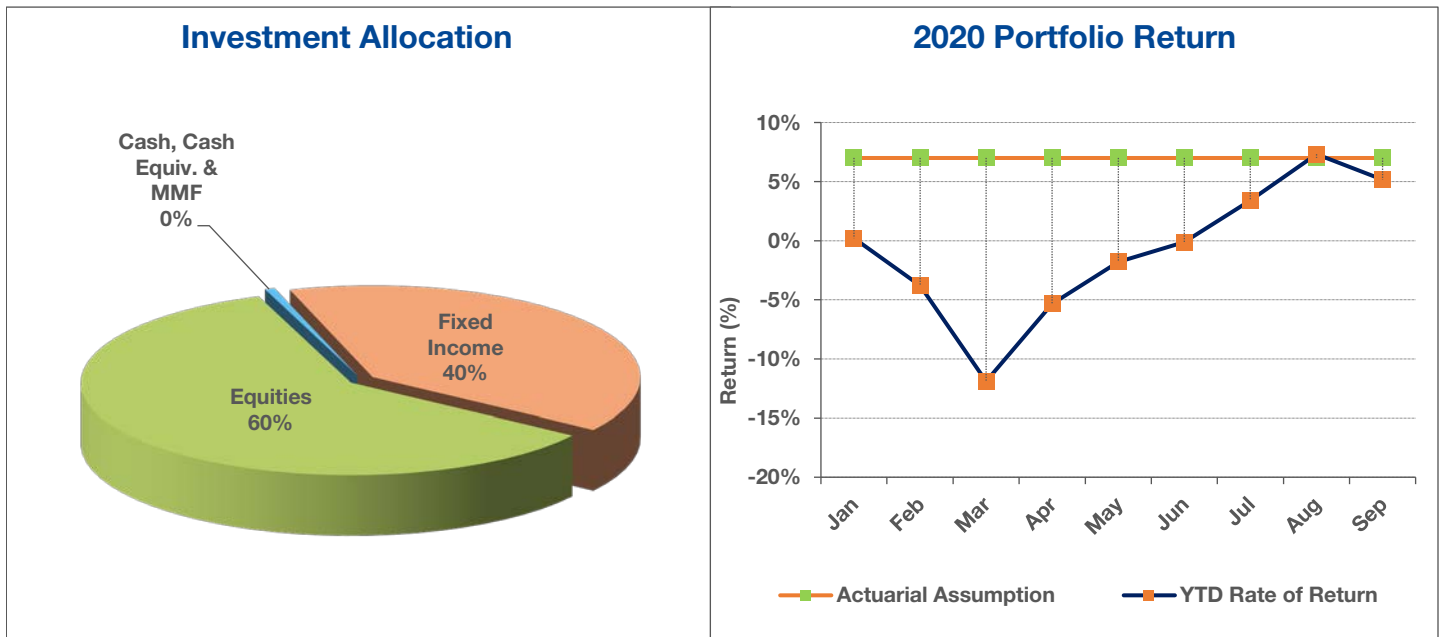 Investment Allocation
Cash, Cash
Equiv. &
MMF
0%
Fixed
Income
40%
Equities
60%
2020 Portfolio Return
10%
5%
0%
-5%
-10%
-15%
-20%
Return (%)
Jan
Feb
Mar
Apr
May
Jun
Jul
Aug
Sep
Actuarial Assumption
YTD Rate of Return